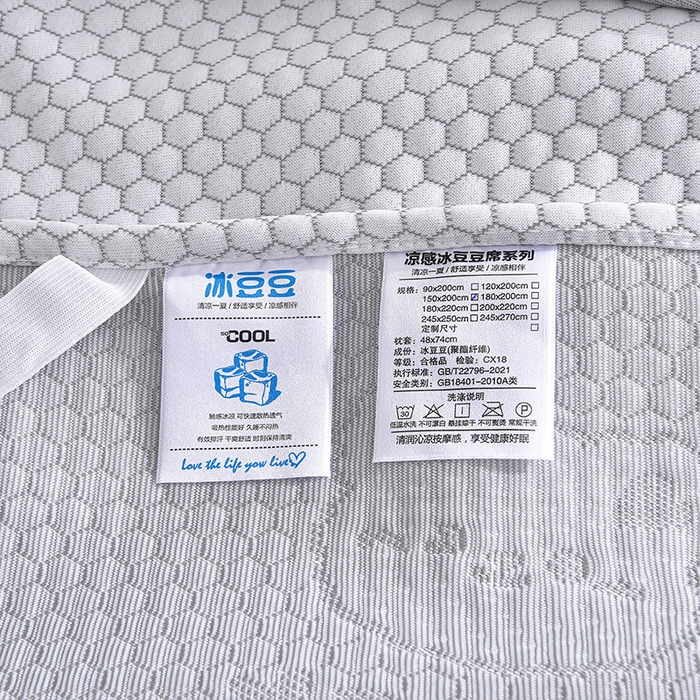 冰豆豆
清凉一夏/舒适享受/凉感相伴
so COOL
触感冰凉 可快速散热透气
吸热性能好 久睡不闷热
有效排汗 干爽舒适 时刻保持清爽
Love the life you live
凉感冰豆豆席系列
清凉一夏/舒适享受/凉感相伴
规格: 90x200cm 120x200cm
150x200cm 180x200cm
180x220cm 200x220cm
245x250cm 245x270cm
定制尺寸
枕套: 48x74cm
成份: 冰豆豆(聚酯纤维)
等级: 合格品 检验: CX18
执行标准: GB/T22796-2021
安全类别: GB18401-2010A类
洗涤说明
30
低温水洗 不可漂白 悬挂晾干 不可熨烫 常规干洗
清润沁凉按摩感, 享受健康好眠